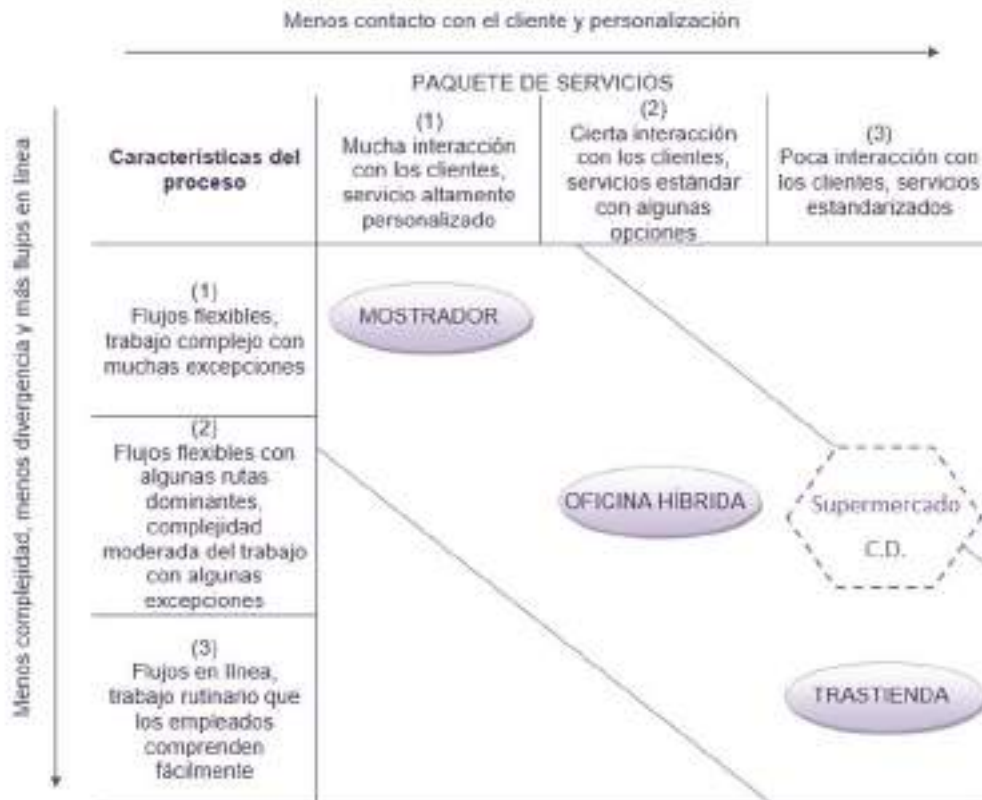 Menos contacto con el cliente y personalización
PAQUETE DE SERVICIOS
Menos complejidad, menos divergencia y más flujos en línea
Características del
proceso
(1)
Mucha interacción
con los clientes,
servicio altamente
personalizado
(2)
Cierta interacción
con los clientes,
servicios estándar
con algunas
opciones
(3)
Poca interacción con
los clientes, servicios
estandarizados
(1)
Flujos flexibles,
trabajo complejo con
muchas excepciones
MOSTRADOR
(2)
Flujos flexibles con
algunas rutas
dominantes,
complejidad
moderada del trabajo
con algunas
excepciones
OFICINA HÍBRIDA
Supermercado
C.D.
(3)
Flujos en línea,
trabajo rutinario que
los empleados
comprenden
fácilmente
TRASTIENDA